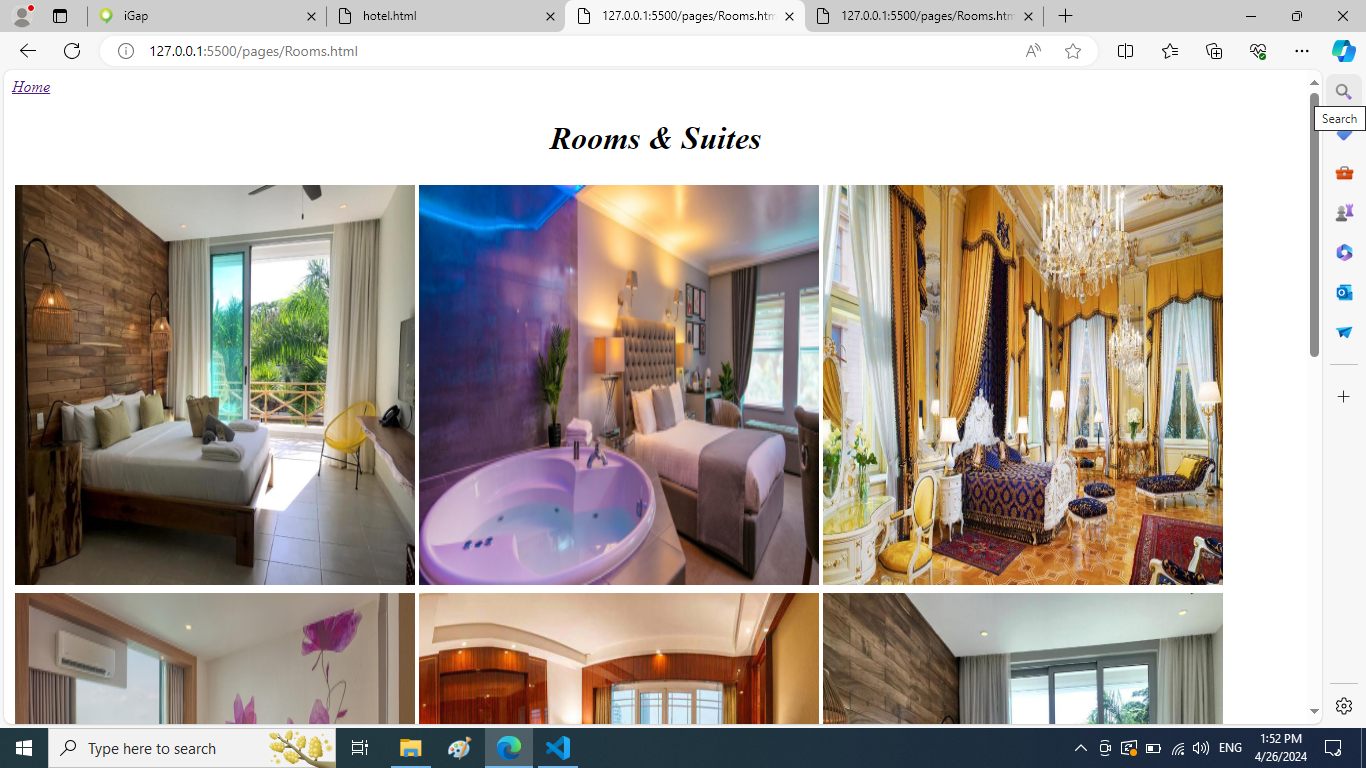 iGap
hotel.html
127.0.0.1:5500/pages/Rooms.htm
127.0.0.1:5500/pages/Rooms.htm
127.0.0.1:5500/pages/Rooms.html
Home
Search
Rooms & Suites
Type here to search
ENG
1:52 PM
4/26/2024